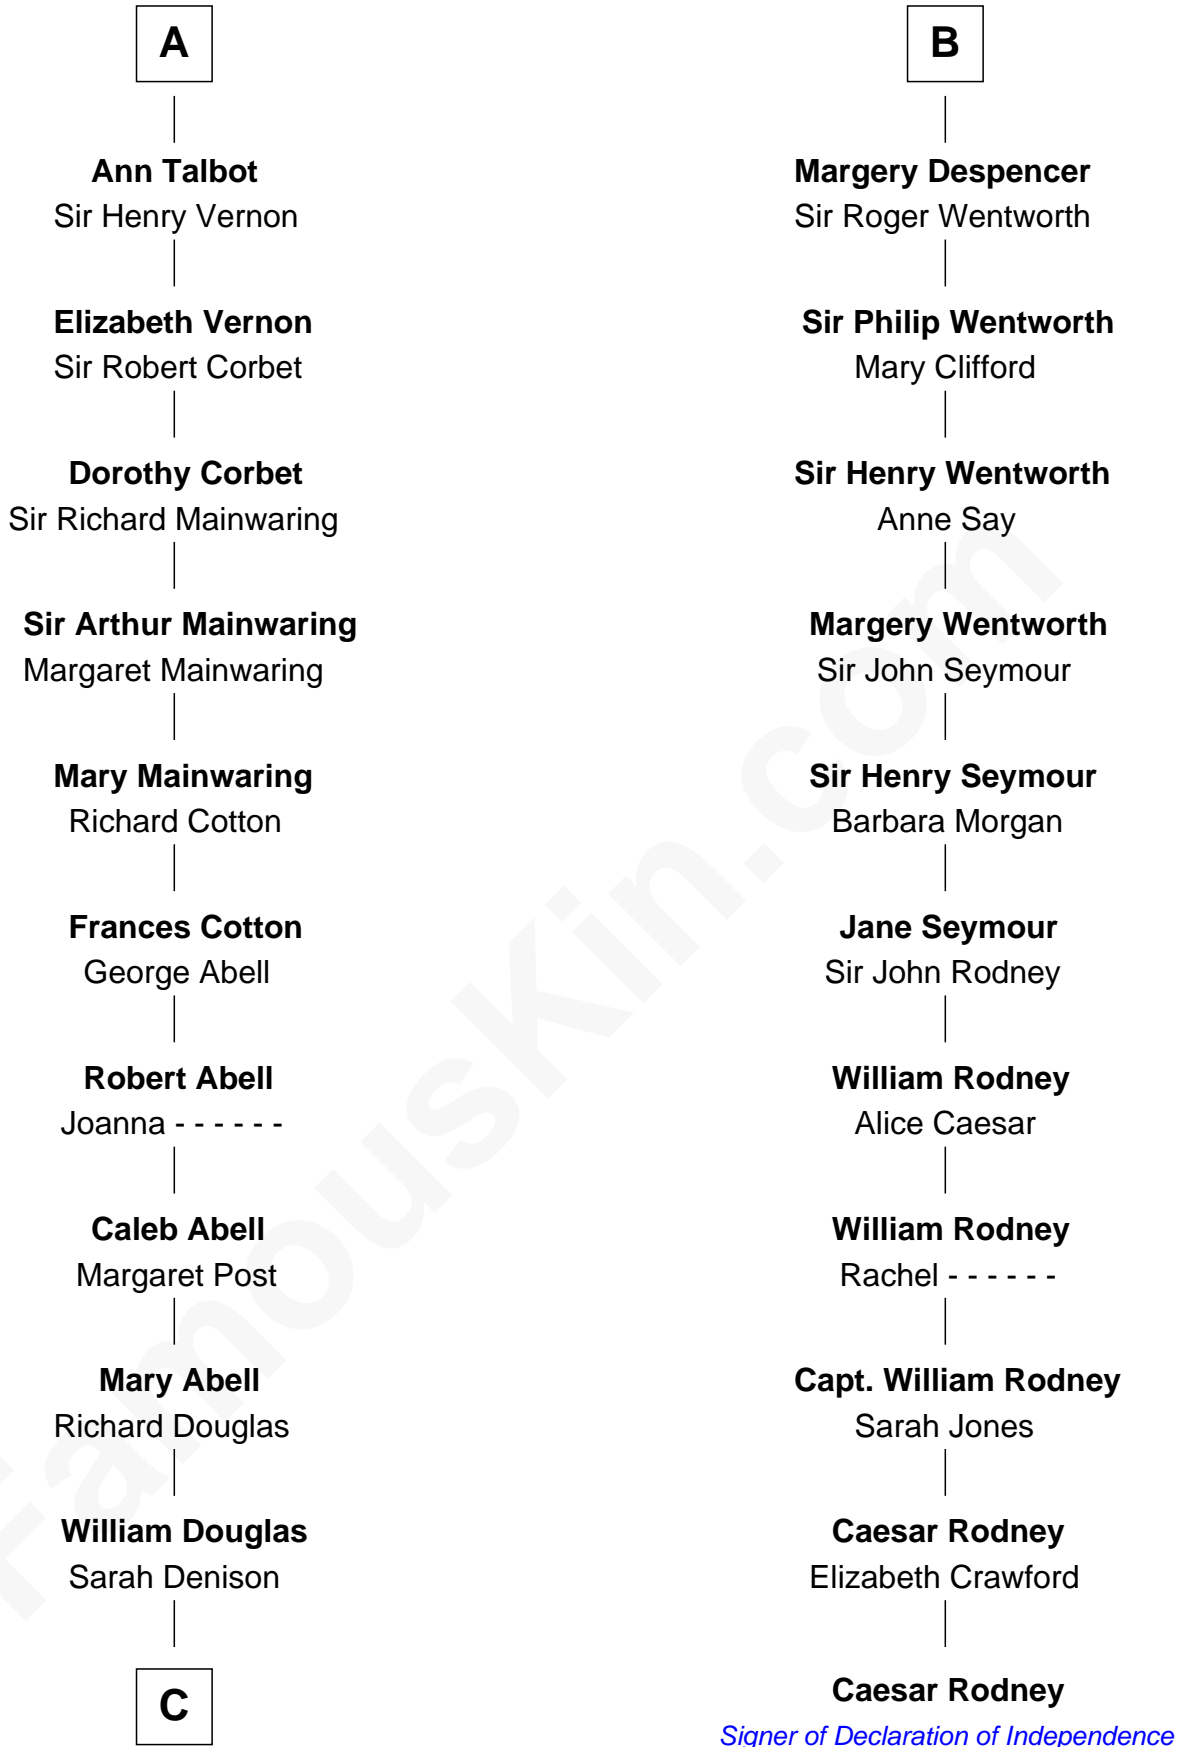 A
Ann Talbot
Sir Henry Vernon
Elizabeth Vernon
Sir Robert Corbet
Dorothy Corbet
Sir Richard Mainwaring
Sir Arthur Mainwaring
Margaret Mainwaring
Mary Mainwaring
Richard Cotton
Frances Cotton
George Abell
Robert Abell
Joanna - - - - - -
Caleb Abell
Margaret Post
Mary Abell
Richard Douglas
William Douglas
Sarah Denison
C
B
Margery Despencer
Sir Roger Wentworth
Sir Philip Wentworth
Mary Clifford
Sir Henry Wentworth
Anne Say
Margery Wentworth
Sir John Seymour
Sir Henry Seymour
Barbara Morgan
Jane Seymour
Sir John Rodney
William Rodney
Alice Caesar
William Rodney
Rachel - - - - - -
Capt. William Rodney
Sarah Jones
Caesar Rodney
Elizabeth Crawford
Caesar Rodney
Signer of Declaration of Independence
FamousKin.com